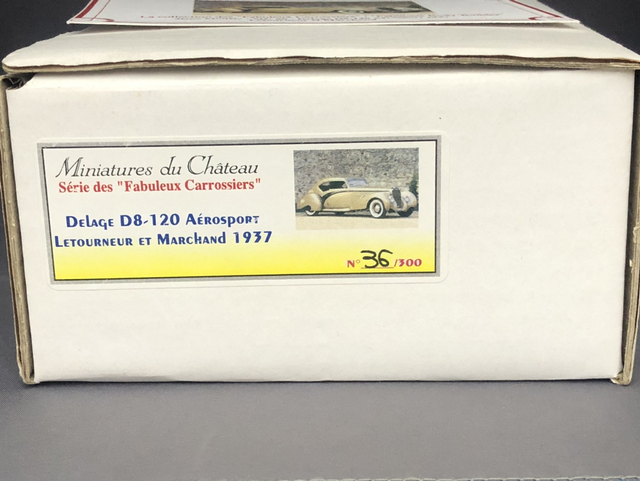 Miniatures du Château
Série des "Fabuleux Carrossiers"
Delage D8-120 Aérosport
Letourneur et Marchand 1937
N° 36/300